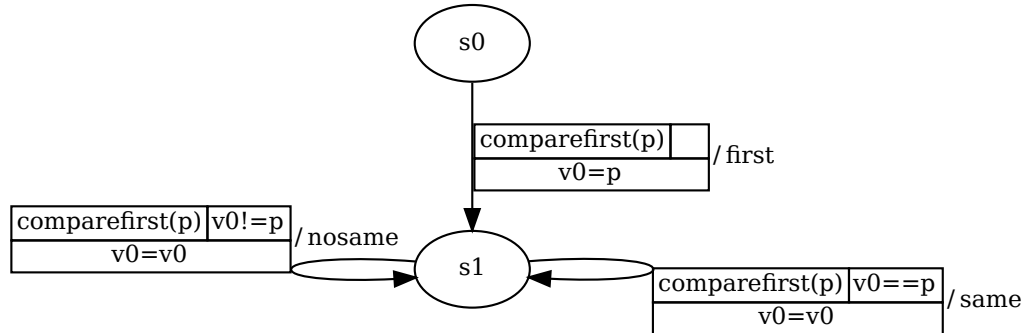 s0
comparefirst(p)
v0=p
/ first
comparefirst(p) v0!=p
v0=v0
/ nosame
s1
comparefirst(p) v0==p
v0=v0
/ same